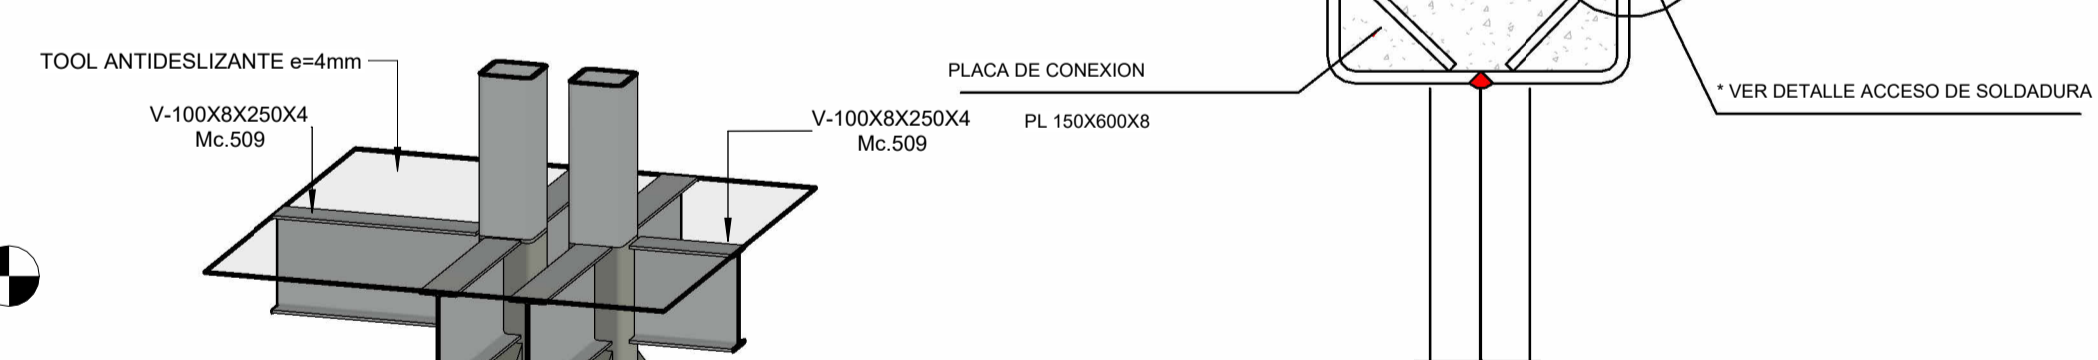 TOOL ANTIDESLIZANTE e=4mm
V-100X8X250X4
Mc.509
V-100X8X250X4
Mc.509
PLACA DE CONEXION
PL 150X600X8
* VER DETALLE ACCESO DE SOLDADURA